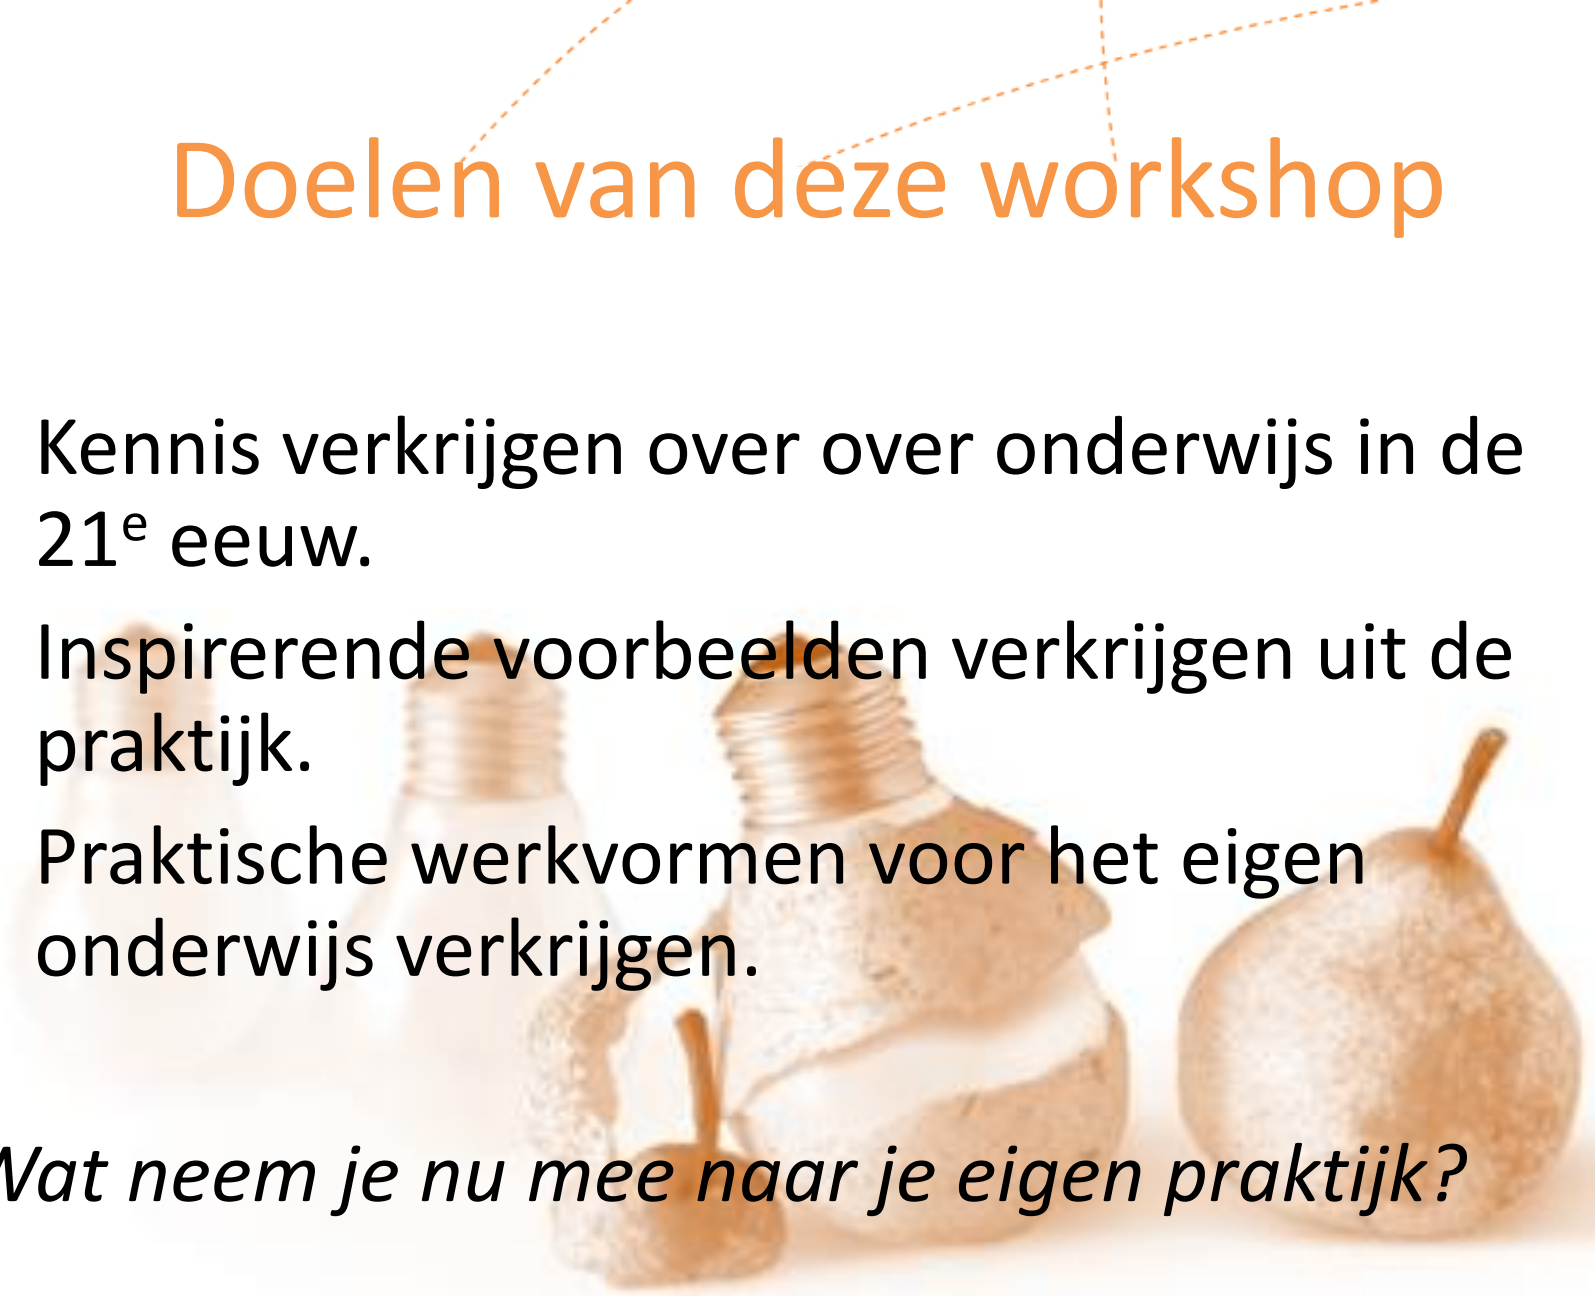 Doelen van deze workshop
Kennis verkrijgen over over onderwijs in de
21e eeuw.
Inspirerende voorbeelden verkrijgen uit de
praktijk.
Praktische werkvormen voor het eigen
onderwijs verkrijgen.
Wat neem je nu mee naar je eigen praktijk?